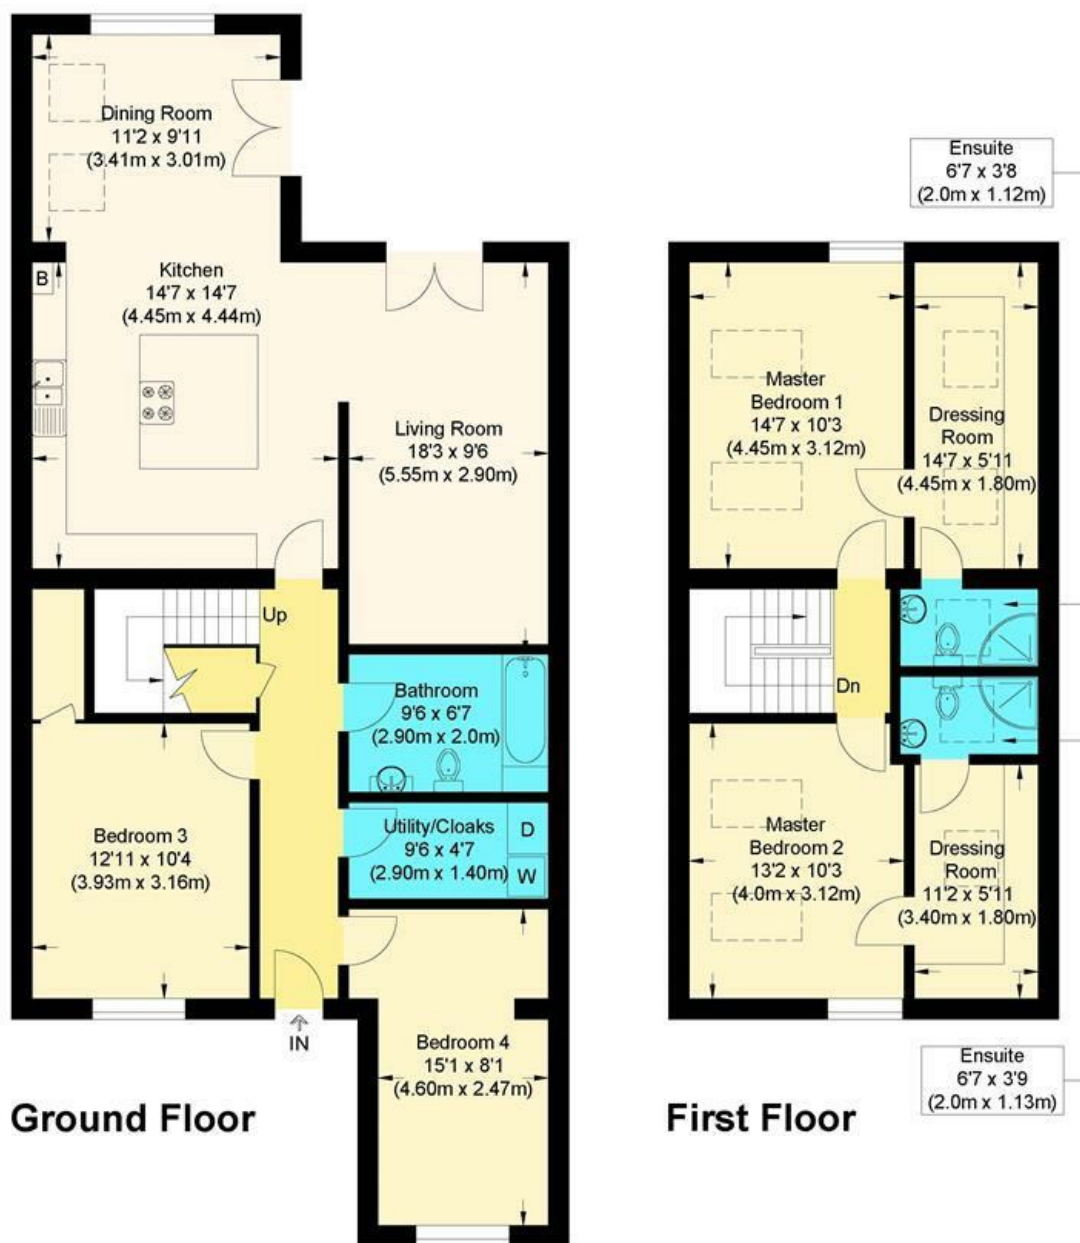 Dining Room
11'2 x 9'11
(3.41m x 3.01m)
B
Kitchen
14'7 x 14'7
(4.45m x 4.44m)
Living Room
18'3 x 9'6
(5.55m x 2.90m)
Up
Bathroom
9'6 x 6'7
(2.90m x 2.0m)
Utility/Cloaks
9'6 x 4'7
(2.90m x 1.40m)
D
W
Bedroom 3
12'11 x 10'4
(3.93m x 3.16m)
IN
Bedroom 4
15'1 x 8'1
(4.60m x 2.47m)
Ground Floor
Ensuite
6'7 x 3'8
(2.0m x 1.12m)
Master
Bedroom 1
14'7 x 10'3
(4.45m x 3.12m)
Dressing
Room
14'7 x 5'11
(4.45m x 1.80m)
Dn
Master
Bedroom 2
13'2 x 10'3
(4.0m x 3.12m)
Dressing
Room
11'2 x 5'11
(3.40m x 1.80m)
Ensuite
6'7 x 3'9
(2.0m x 1.13m)
First Floor